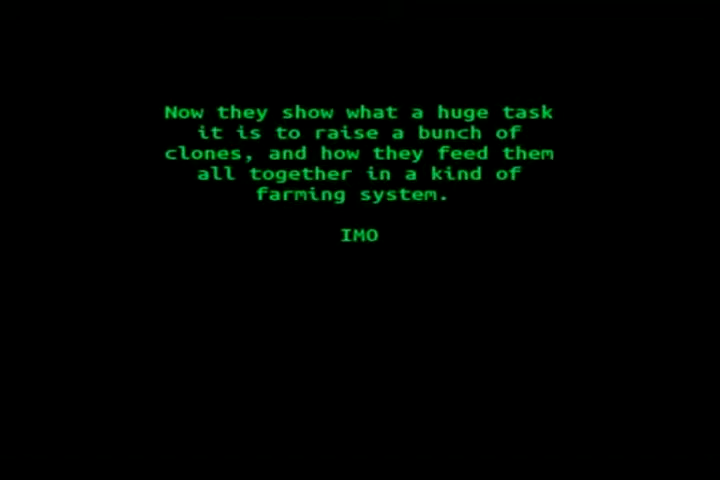 Now they show what a huge task
it is to raise a bunch of
clones, and how they feed them
all together in a kind of
farming system.
IMO